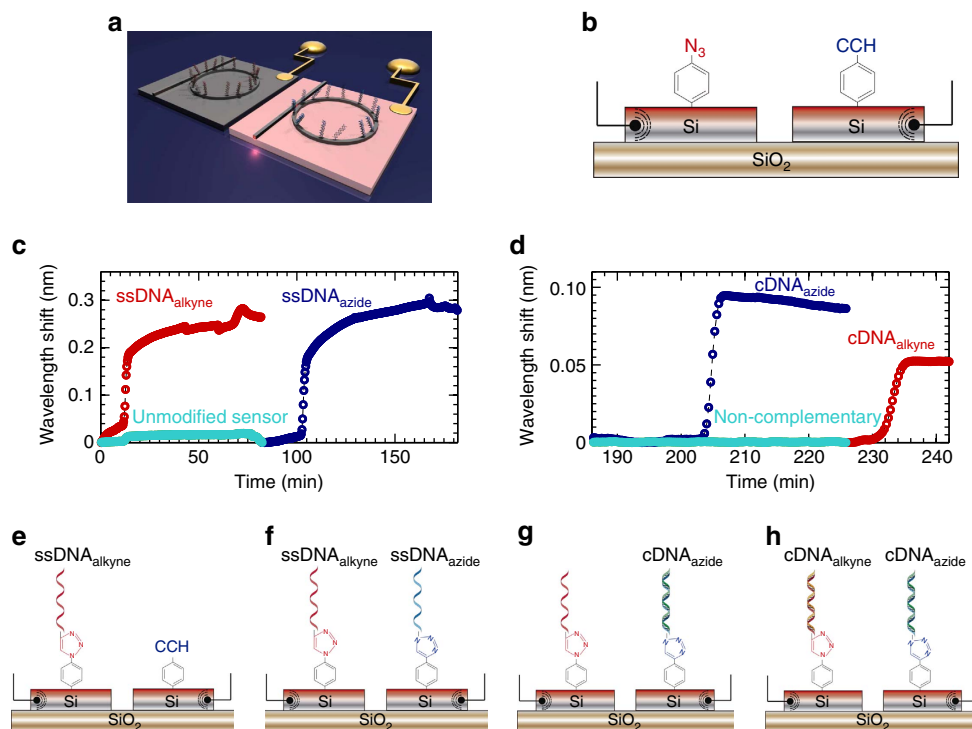 a
b
N3
CCH
Si
Si
SiO2
c
Wavelength shift (nm)
0.3
0.2
0.1
0
ssDNAalkyne
ssDNAazide
Unmodified sensor
0
50
100
150
Time (min)
d
Wavelength shift (nm)
0.10
0.05
0
cDNAazide
cDNAalkyne
Non-complementary
190
200
210
220
230
240
Time (min)
e
ssDNAalkyne
N
N
N
CCH
Si
Si
SiO2
f
ssDNAalkyne
ssDNAazide
N
N
N
N
N
N
Si
Si
SiO2
g
cDNAazide
N
N
N
N
N
N
Si
Si
SiO2
h
cDNAalkyne
cDNAazide
N
N
N
N
N
N
Si
Si
SiO2